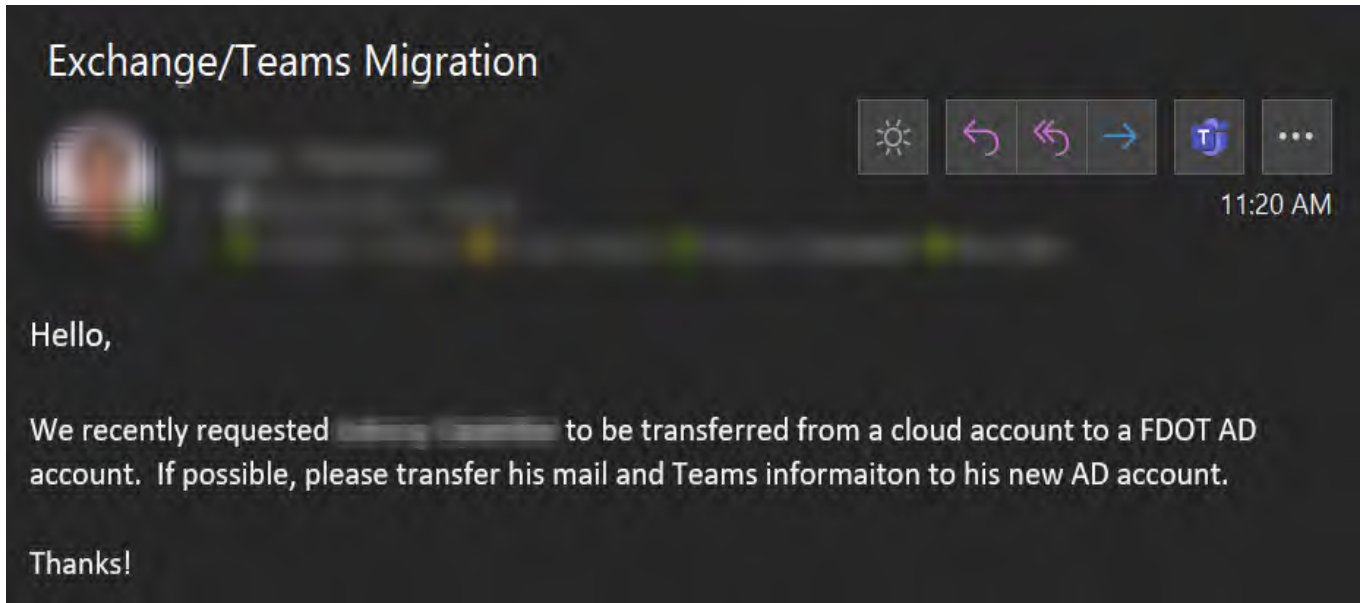 Exchange/Teams Migration
11:20 AM
Hello,
We recently requested to be transferred from a cloud account to a FDOT AD
account.  If possible, please transfer his mail and Teams informaiton to his new AD account.
Thanks!